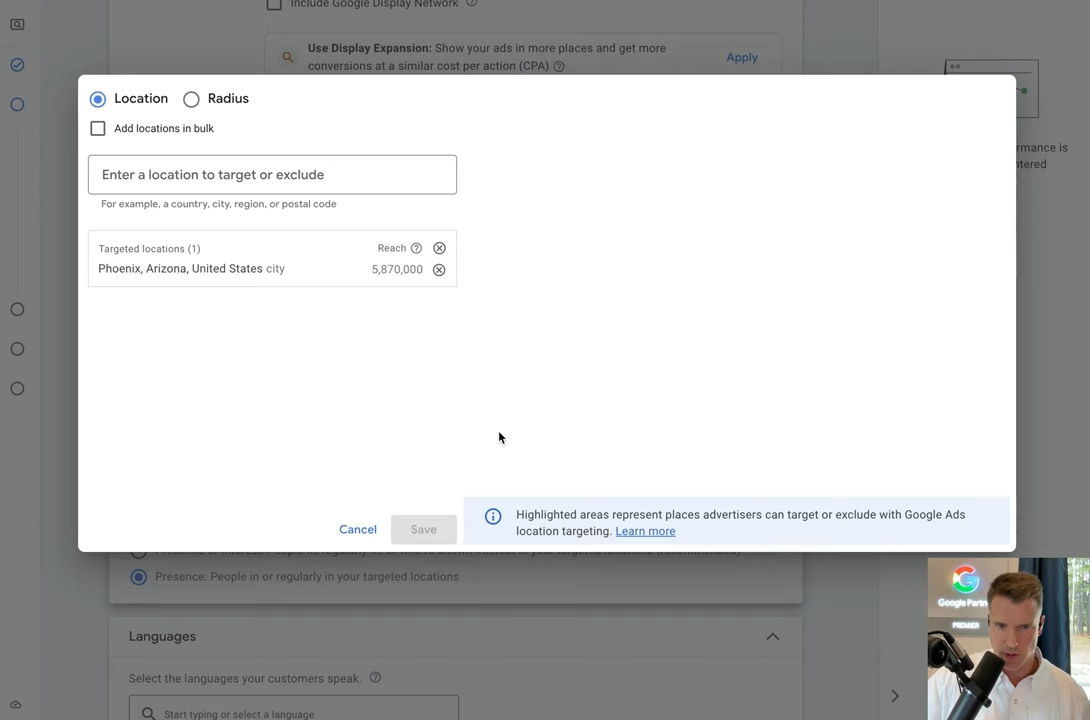 Include Google Display Network
Use Display Expansion: Show your ads in more places and get more
conversions at a similar cost per action (CPA)
Apply
Location
Radius
Add locations in bulk
rmance is
ntered
Enter a location to target or exclude
For example, a country, city, region, or postal code
Targeted locations (1)
Reach
Phoenix, Arizona, United States city
5,870,000
Highlighted areas represent places advertisers can target or exclude with Google Ads
location targeting. Learn more
Cancel
Save
Presence: People in or regularly in your targeted locations
Google Partn
PREMIER
Languages
Select the languages your customers speak.
Start typing or select a language